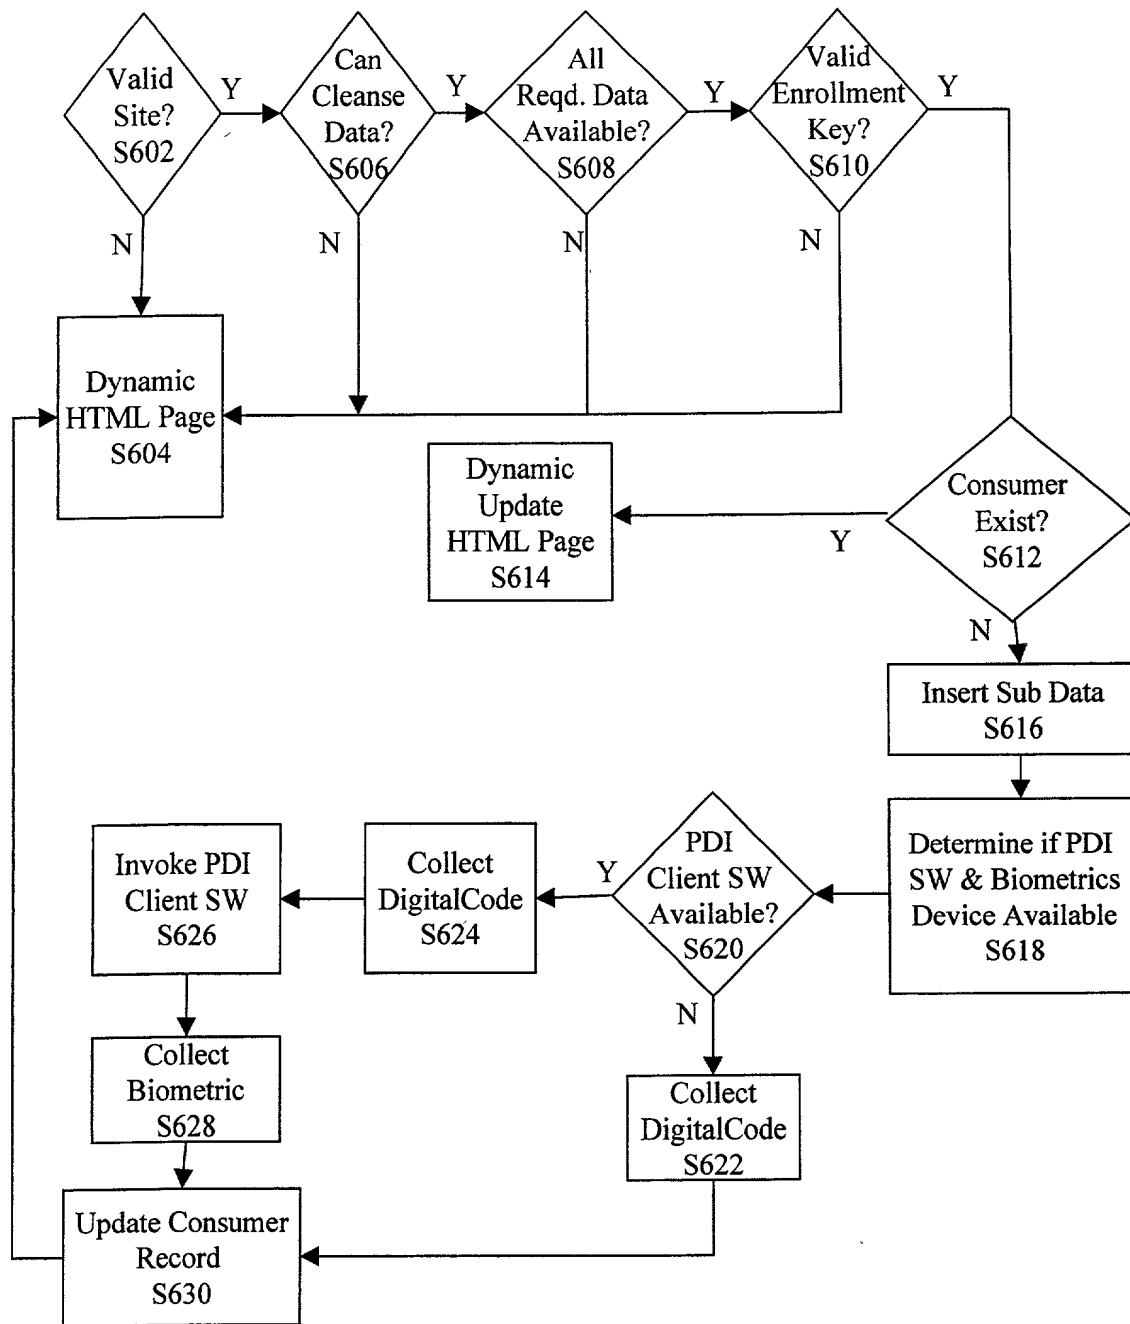 Valid
Site?
S602
Y
N
Can
Cleanse
Data?
S606
Y
N
All
Reqd. Data
Available?
S608
Y
N
Valid
Enrollment
Key?
S610
Y
N
Dynamic
HTML Page
S604
Dynamic
Update
HTML Page
S614
Consumer
Exist?
S612
Y
N
Insert Sub Data
S616
Determine if PDI
SW & Biometrics
Device Available
S618
PDI
Client SW
Available?
S620
Y
N
Collect
DigitalCode
S624
Invoke PDI
Client SW
S626
Collect
Biometric
S628
Collect
DigitalCode
S622
Update Consumer
Record
S630